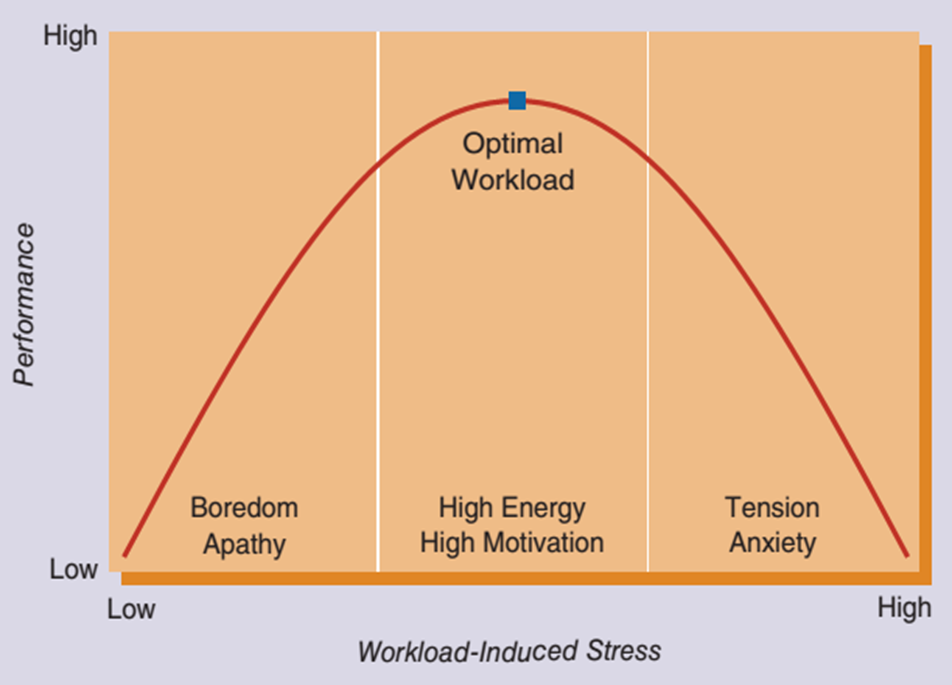 High
Optimal
Workload
Performance
Boredom
Apathy
High Energy
High Motivation
Tension
Anxiety
Low
Low
High
Workload-Induced Stress